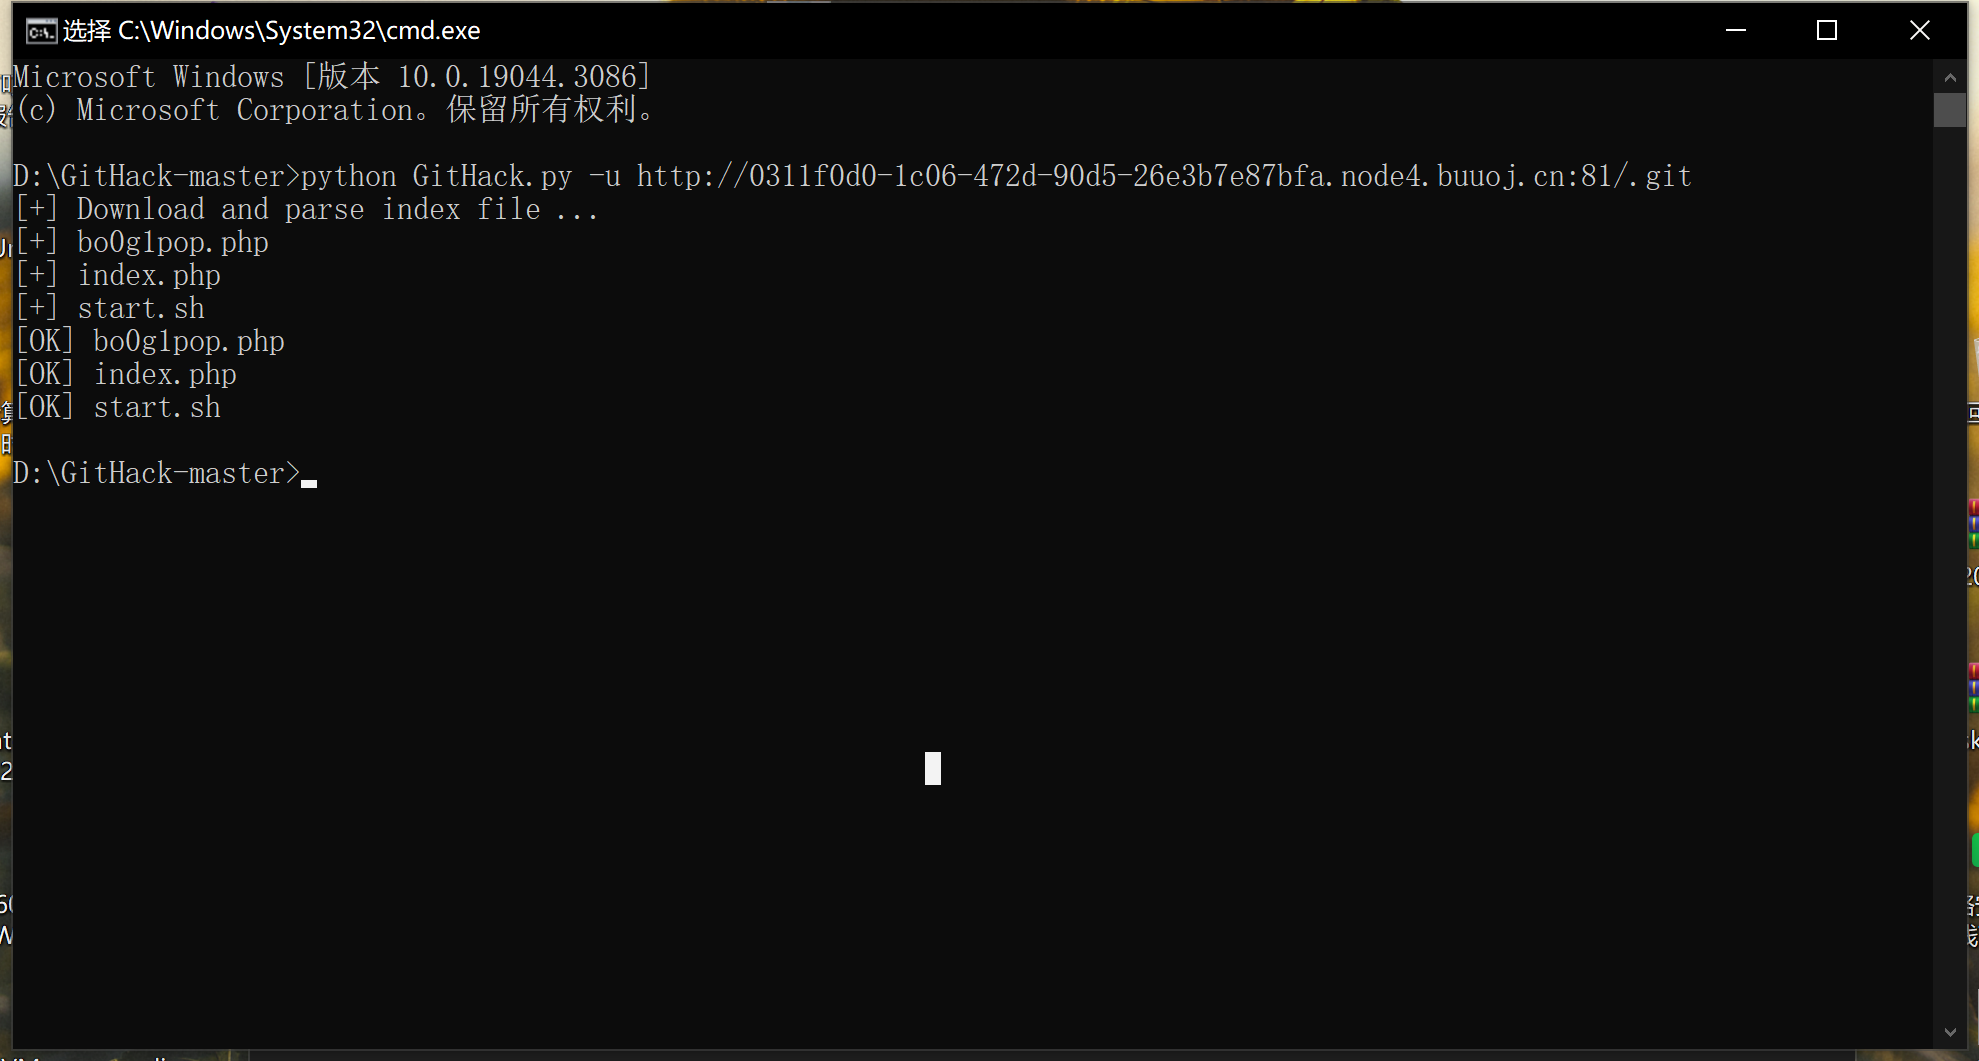 选择 C:\Windows\System32\cmd.exe
Microsoft Windows [版本 10.0.19044.3086]
(c) Microsoft Corporation。保留所有权利。
D:\GitHack-master>python GitHack.py -u http://0311f0d0-1c06-472d-90d5-26e3b7e87bfa.node4.buuoj.cn:81/.git
[+] Download and parse index file ...
[+] bo0g1pop.php
[+] index.php
[+] start.sh
[OK] bo0g1pop.php
[OK] index.php
[OK] start.sh
D:\GitHack-master>